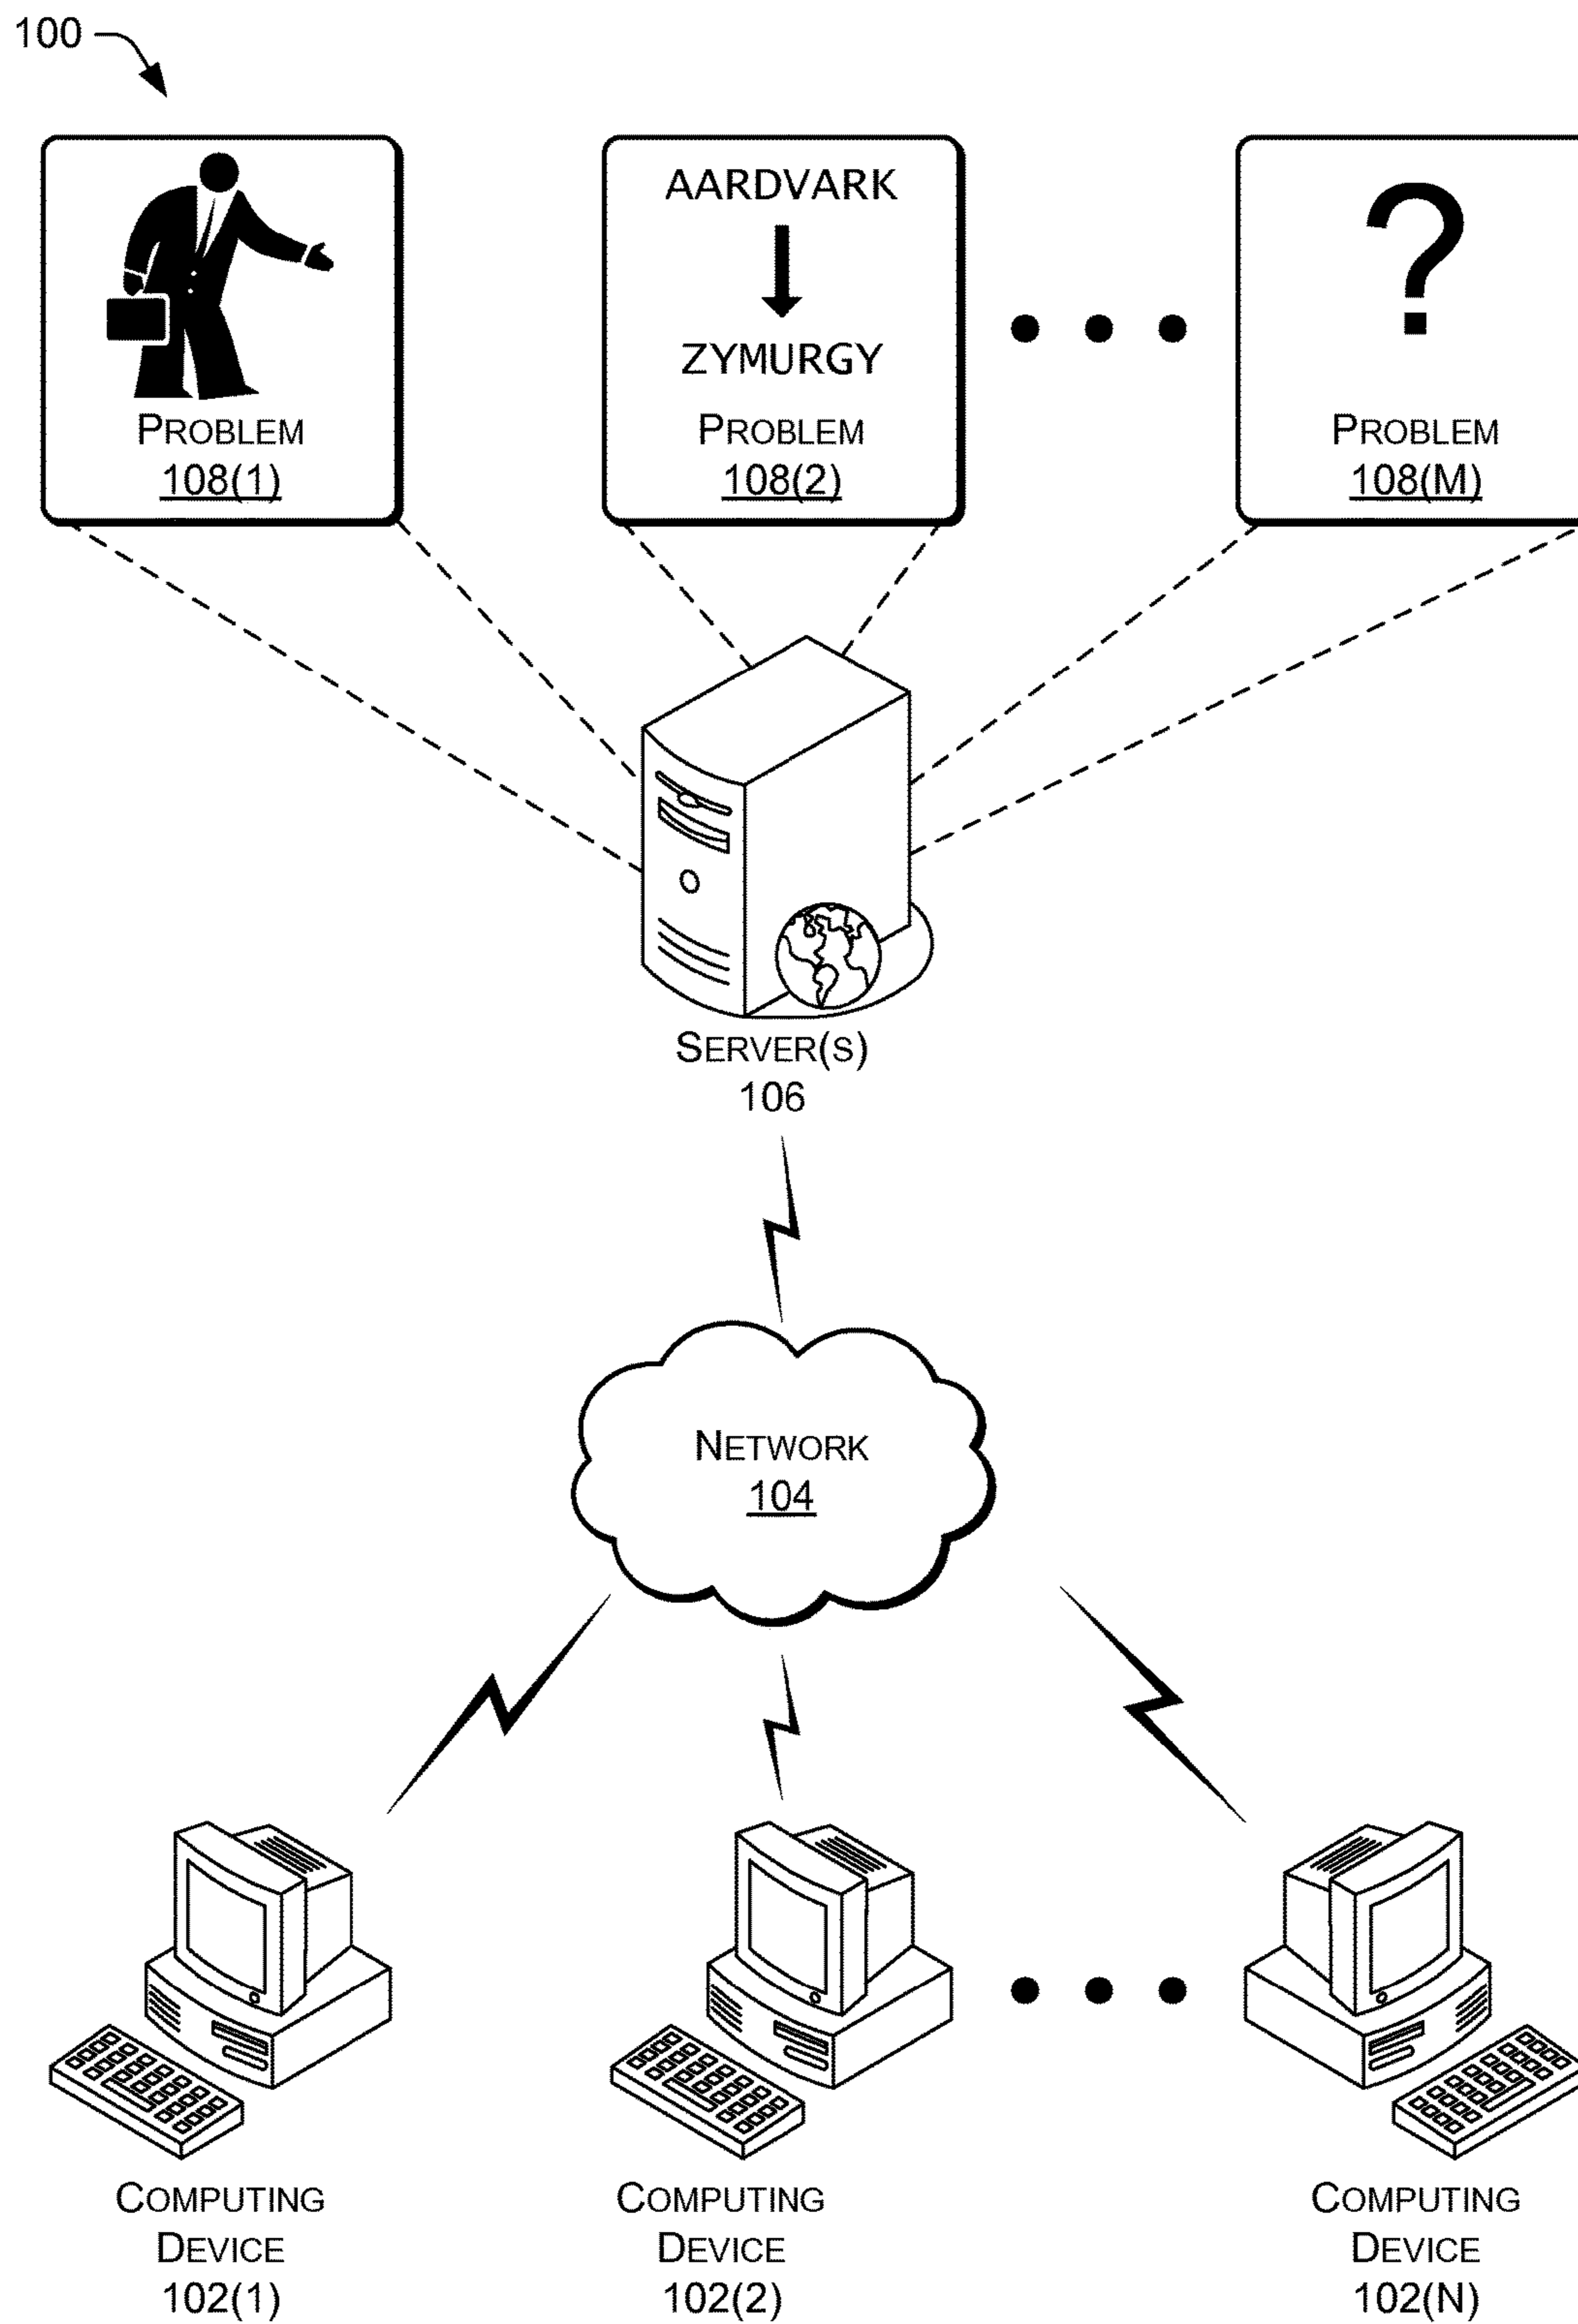 100
AARDVARK
ZYMURGY
PROBLEM
108(1)
PROBLEM
108(2)
?
PROBLEM
108(M)
SERVER(S)
106
NETWORK
104
COMPUTING
DEVICE
102(1)
COMPUTING
DEVICE
102(2)
COMPUTING
DEVICE
102(N)